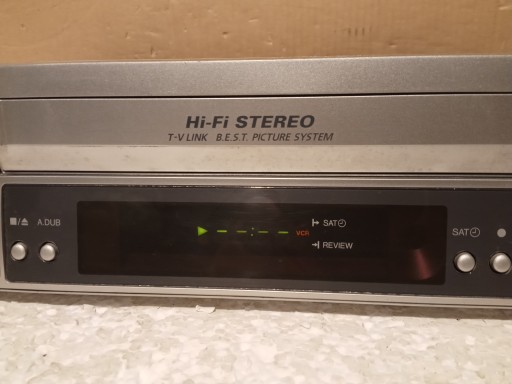 Hi-Fi STEREO
T-V LINK B.E.S.T. PICTURE SYSTEM
■/⏏ A.DUB
SAT
--:-- VCR
REVIEW
SAT